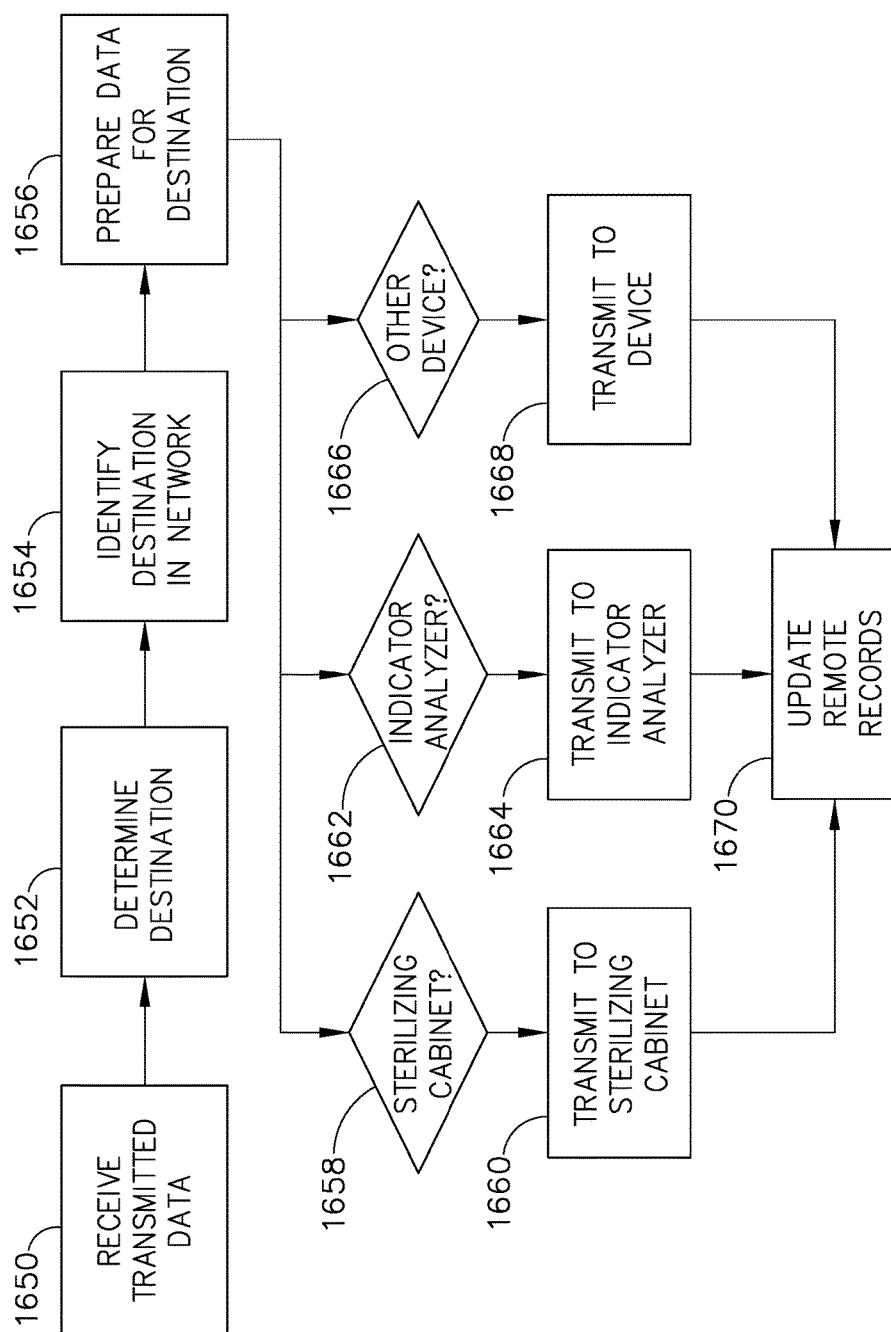 1650
RECEIVE
TRANSMITTED
DATA
1652
DETERMINE
DESTINATION
1654
IDENTIFY
DESTINATION
IN NETWORK
1656
PREPARE DATA
FOR
DESTINATION
1658
STERILIZING
CABINET?
1662
INDICATOR
ANALYZER?
1666
OTHER
DEVICE?
1660
TRANSMIT TO
STERILIZING
CABINET
1664
TRANSMIT TO
INDICATOR
ANALYZER
1668
TRANSMIT TO
DEVICE
1670
UPDATE
REMOTE
RECORDS